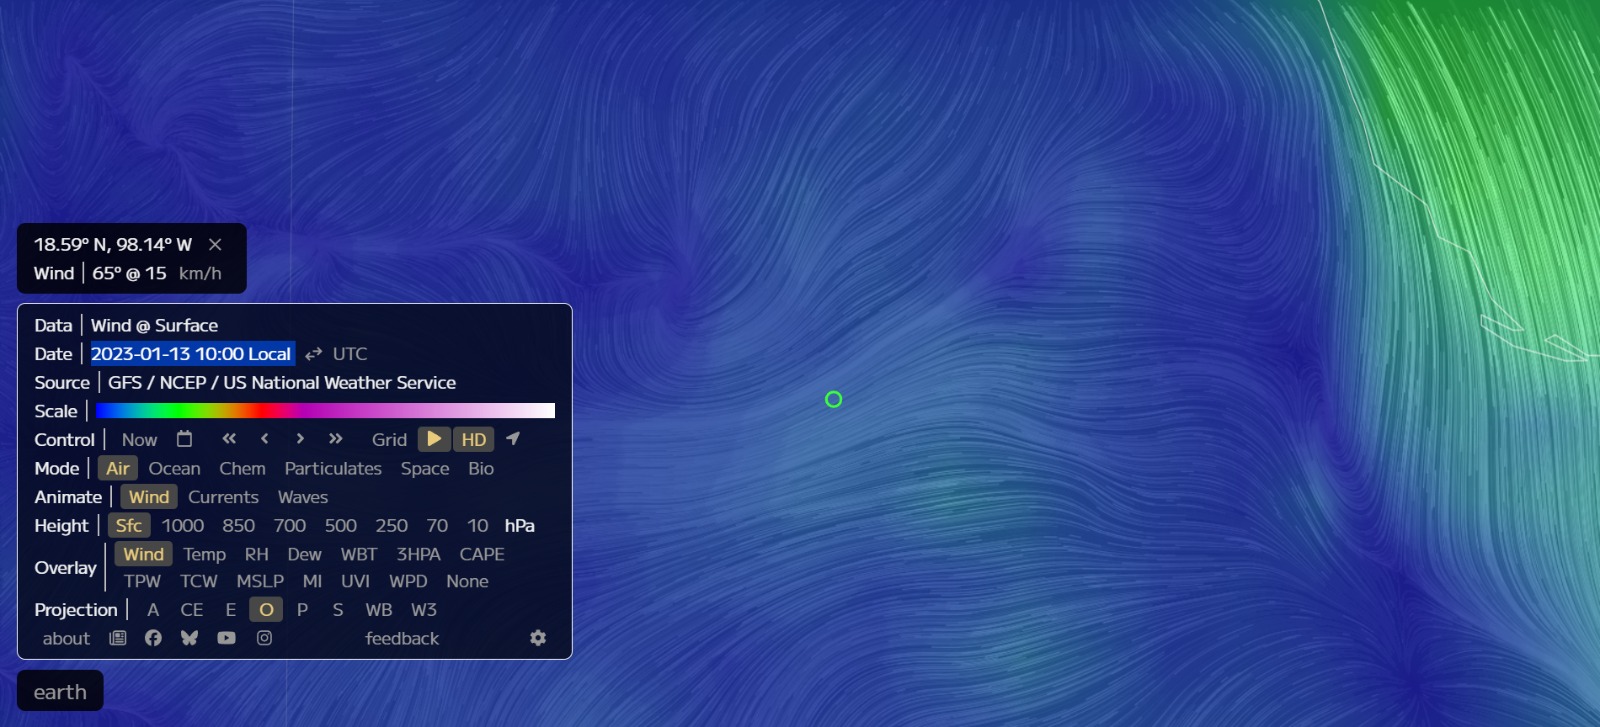 18.59° N, 98.14° W ×
Wind | 65° @ 15 km/h
Data | Wind @ Surface
Date | 2023-01-13 10:00 Local ⇄ UTC
Source | GFS / NCEP / US National Weather Service
Scale |
Control | Now « ‹ › » Grid HD
Mode | Air Ocean Chem Particulates Space Bio
Animate | Wind Currents Waves
Height | Sfc 1000 850 700 500 250 70 10 hPa
Overlay | Wind Temp RH Dew WBT 3HPA CAPE
TPW TCW MSLP MI UVI WPD None
Projection | A CE E O P S WB W3
about feedback
earth